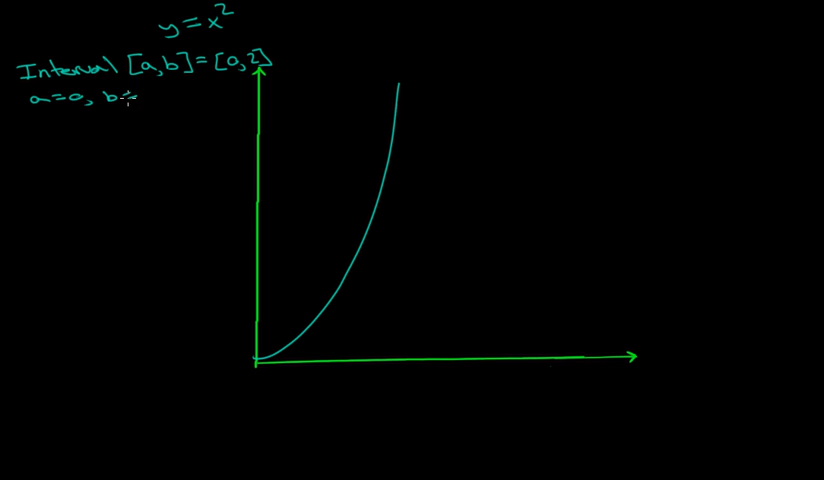 y = x²
Interval [a,b] = [0,2]
a = 0, b =